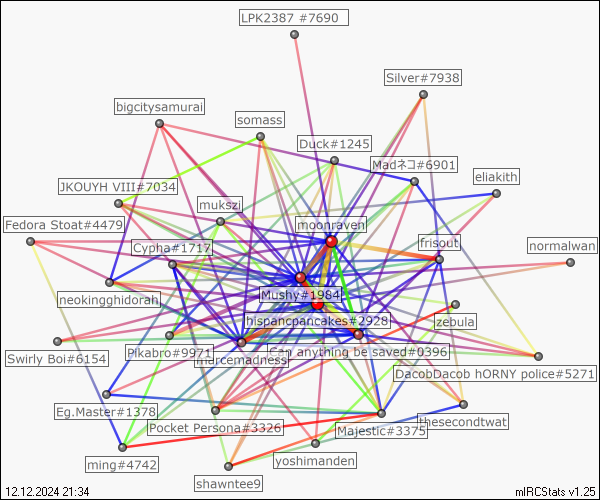 LPK2387 #7690
Silver#7938
bigcitysamurai
somass
Duck#1245
Madネコ#6901
eliakith
JKOUYH VIII#7034
mukszi
Fedora Stoat#4479
moonraven
Cypha#1717
frisout
normalwan
neokingghidorah
Mushy#1984
hispancpancakes#2928
zebula
Swirly Boi#6154
Pikabro#9971
marcemadness
Can anything be saved#0396
DacobDacob hORNY police#5271
Eg.Master#1378
Pocket Persona#3326
Majestic#3375
thesecondtwat
ming#4742
yoshimanden
shawntee9
12.12.2024 21:34
mIRCStats v1.25